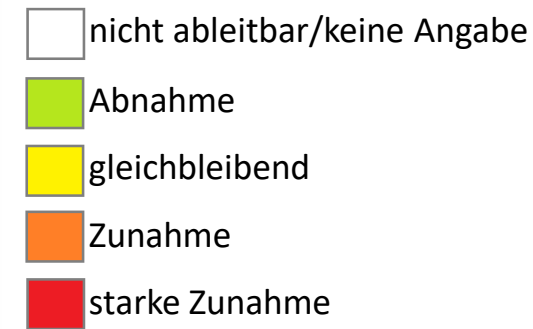 nicht ableitbar/keine Angabe
Abnahme
gleichbleibend
Zunahme
starke Zunahme